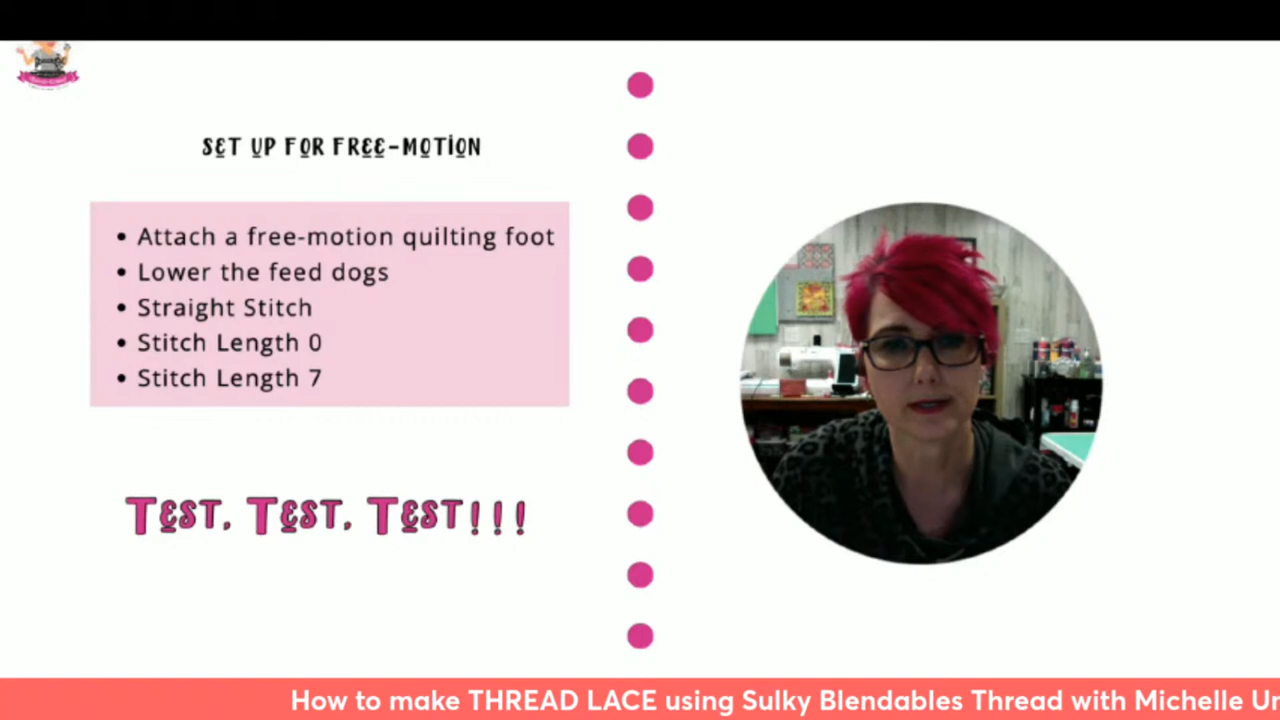 SET UP FOR FREE-MOTION
• Attach a free-motion quilting foot
• Lower the feed dogs
• Straight Stitch
• Stitch Length 0
• Stitch Length 7
TEST, TEST, TEST!!!
How to make THREAD LACE using Sulky Blendables Thread with Michelle